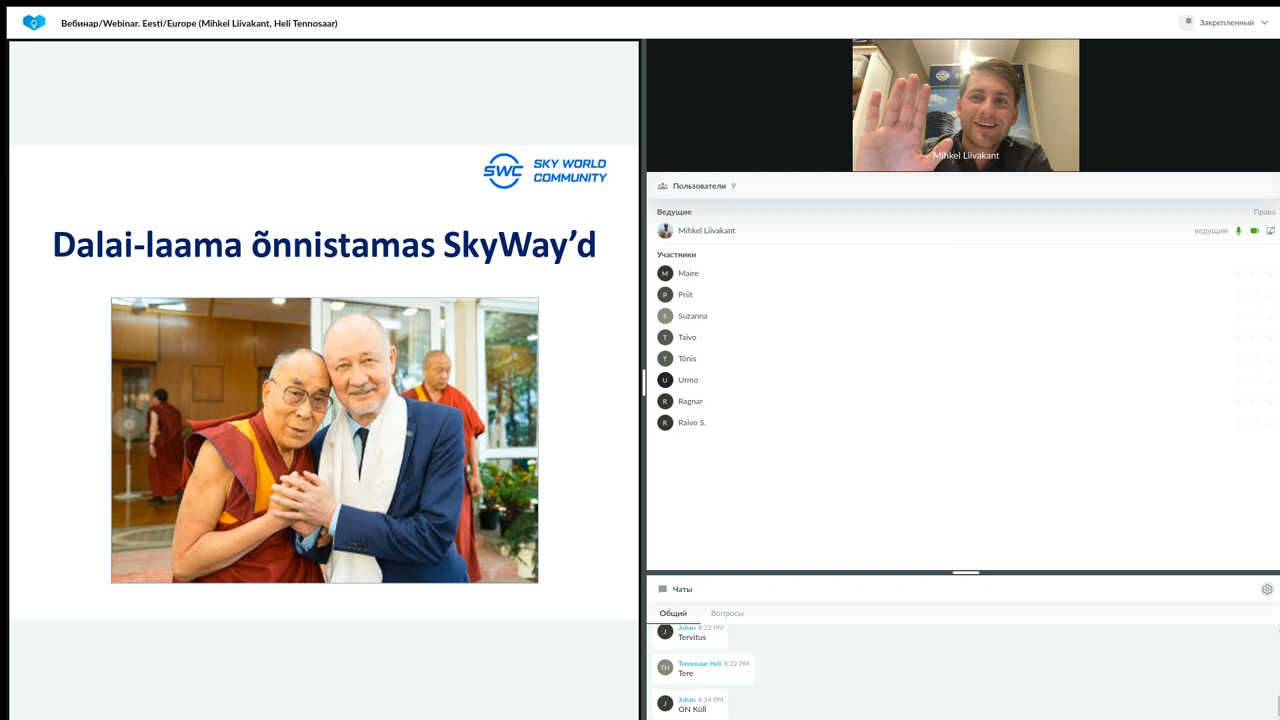 Вебинар/Webinar. Eesti/Europe (Mihkel Liivakant, Heli Tennosaar)
Закрепленный
SWC SKY WORLD
COMMUNITY
Dalai-laama õnnistamas SkyWay’d
Mihkel Liivakant
Пользователи 9
Ведущие Права
Mihkel Liivakant ведущий
Участники
M Maire
P Priit
S Suzanna
T Taivo
T Tõnis
U Urmo
R Ragnar
R Raivo S.
Чаты
Общий Вопросы
J Juhan 8:22 PM
Tervitus
TH Tennosaar Heli 8:22 PM
Tere
J Juhan 8:34 PM
ON Küll